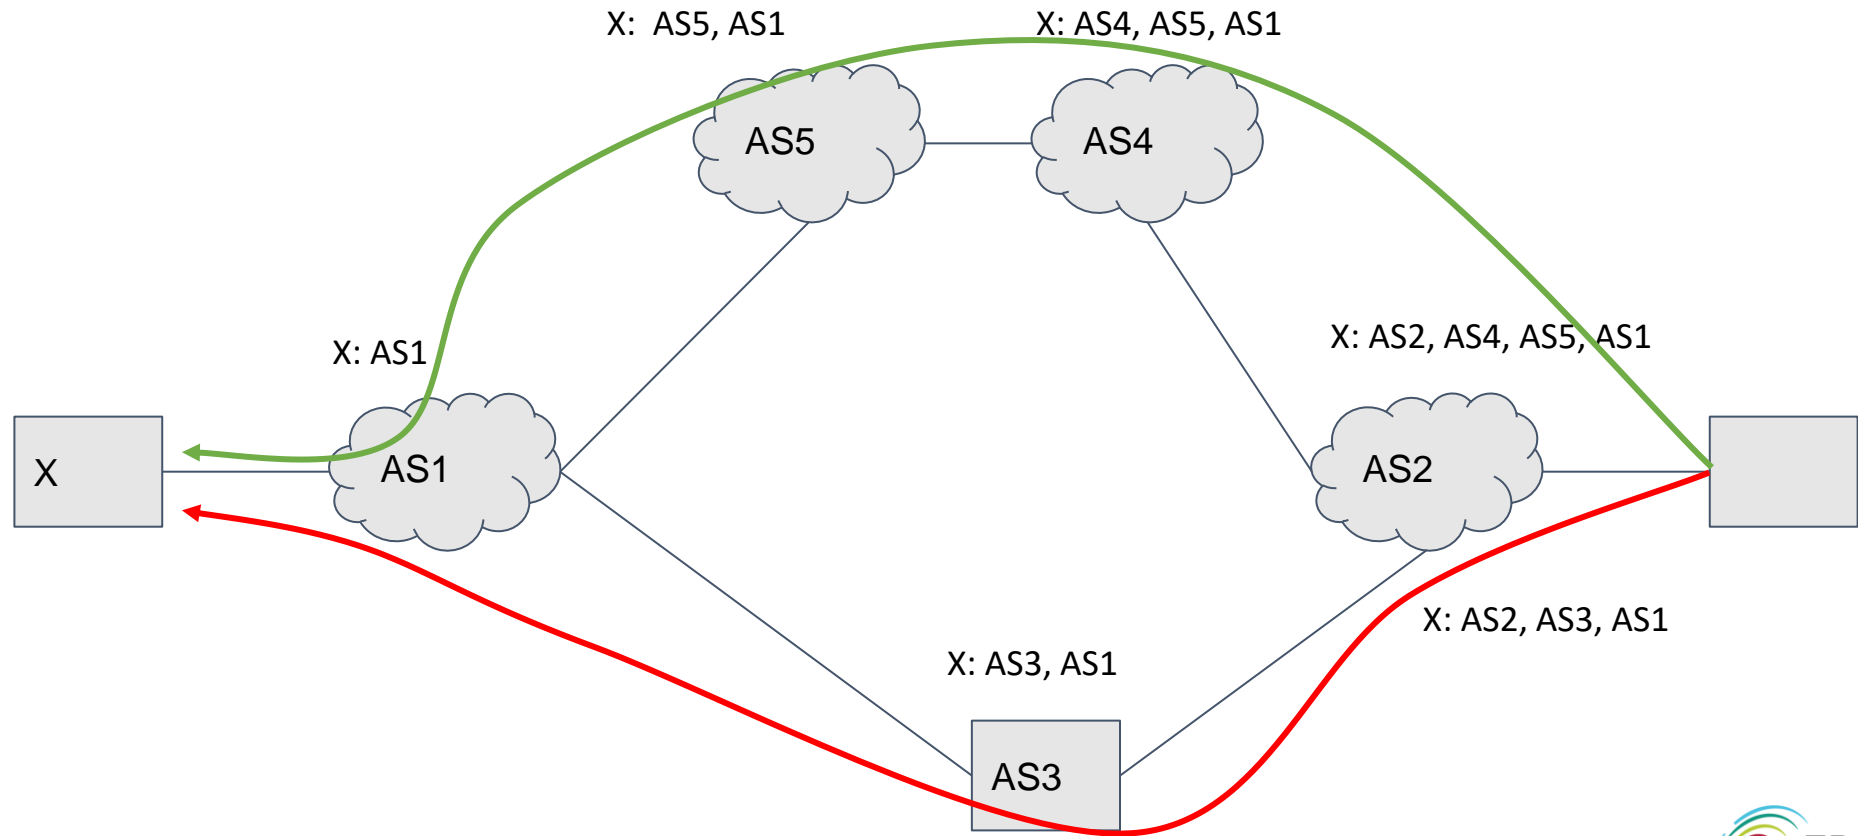 X:  AS5, AS1
X: AS4, AS5, AS1
AS5
AS4
X: AS2, AS4, AS5, AS1
X: AS1
X
AS1
AS2
X: AS2, AS3, AS1
X: AS3, AS1
AS3